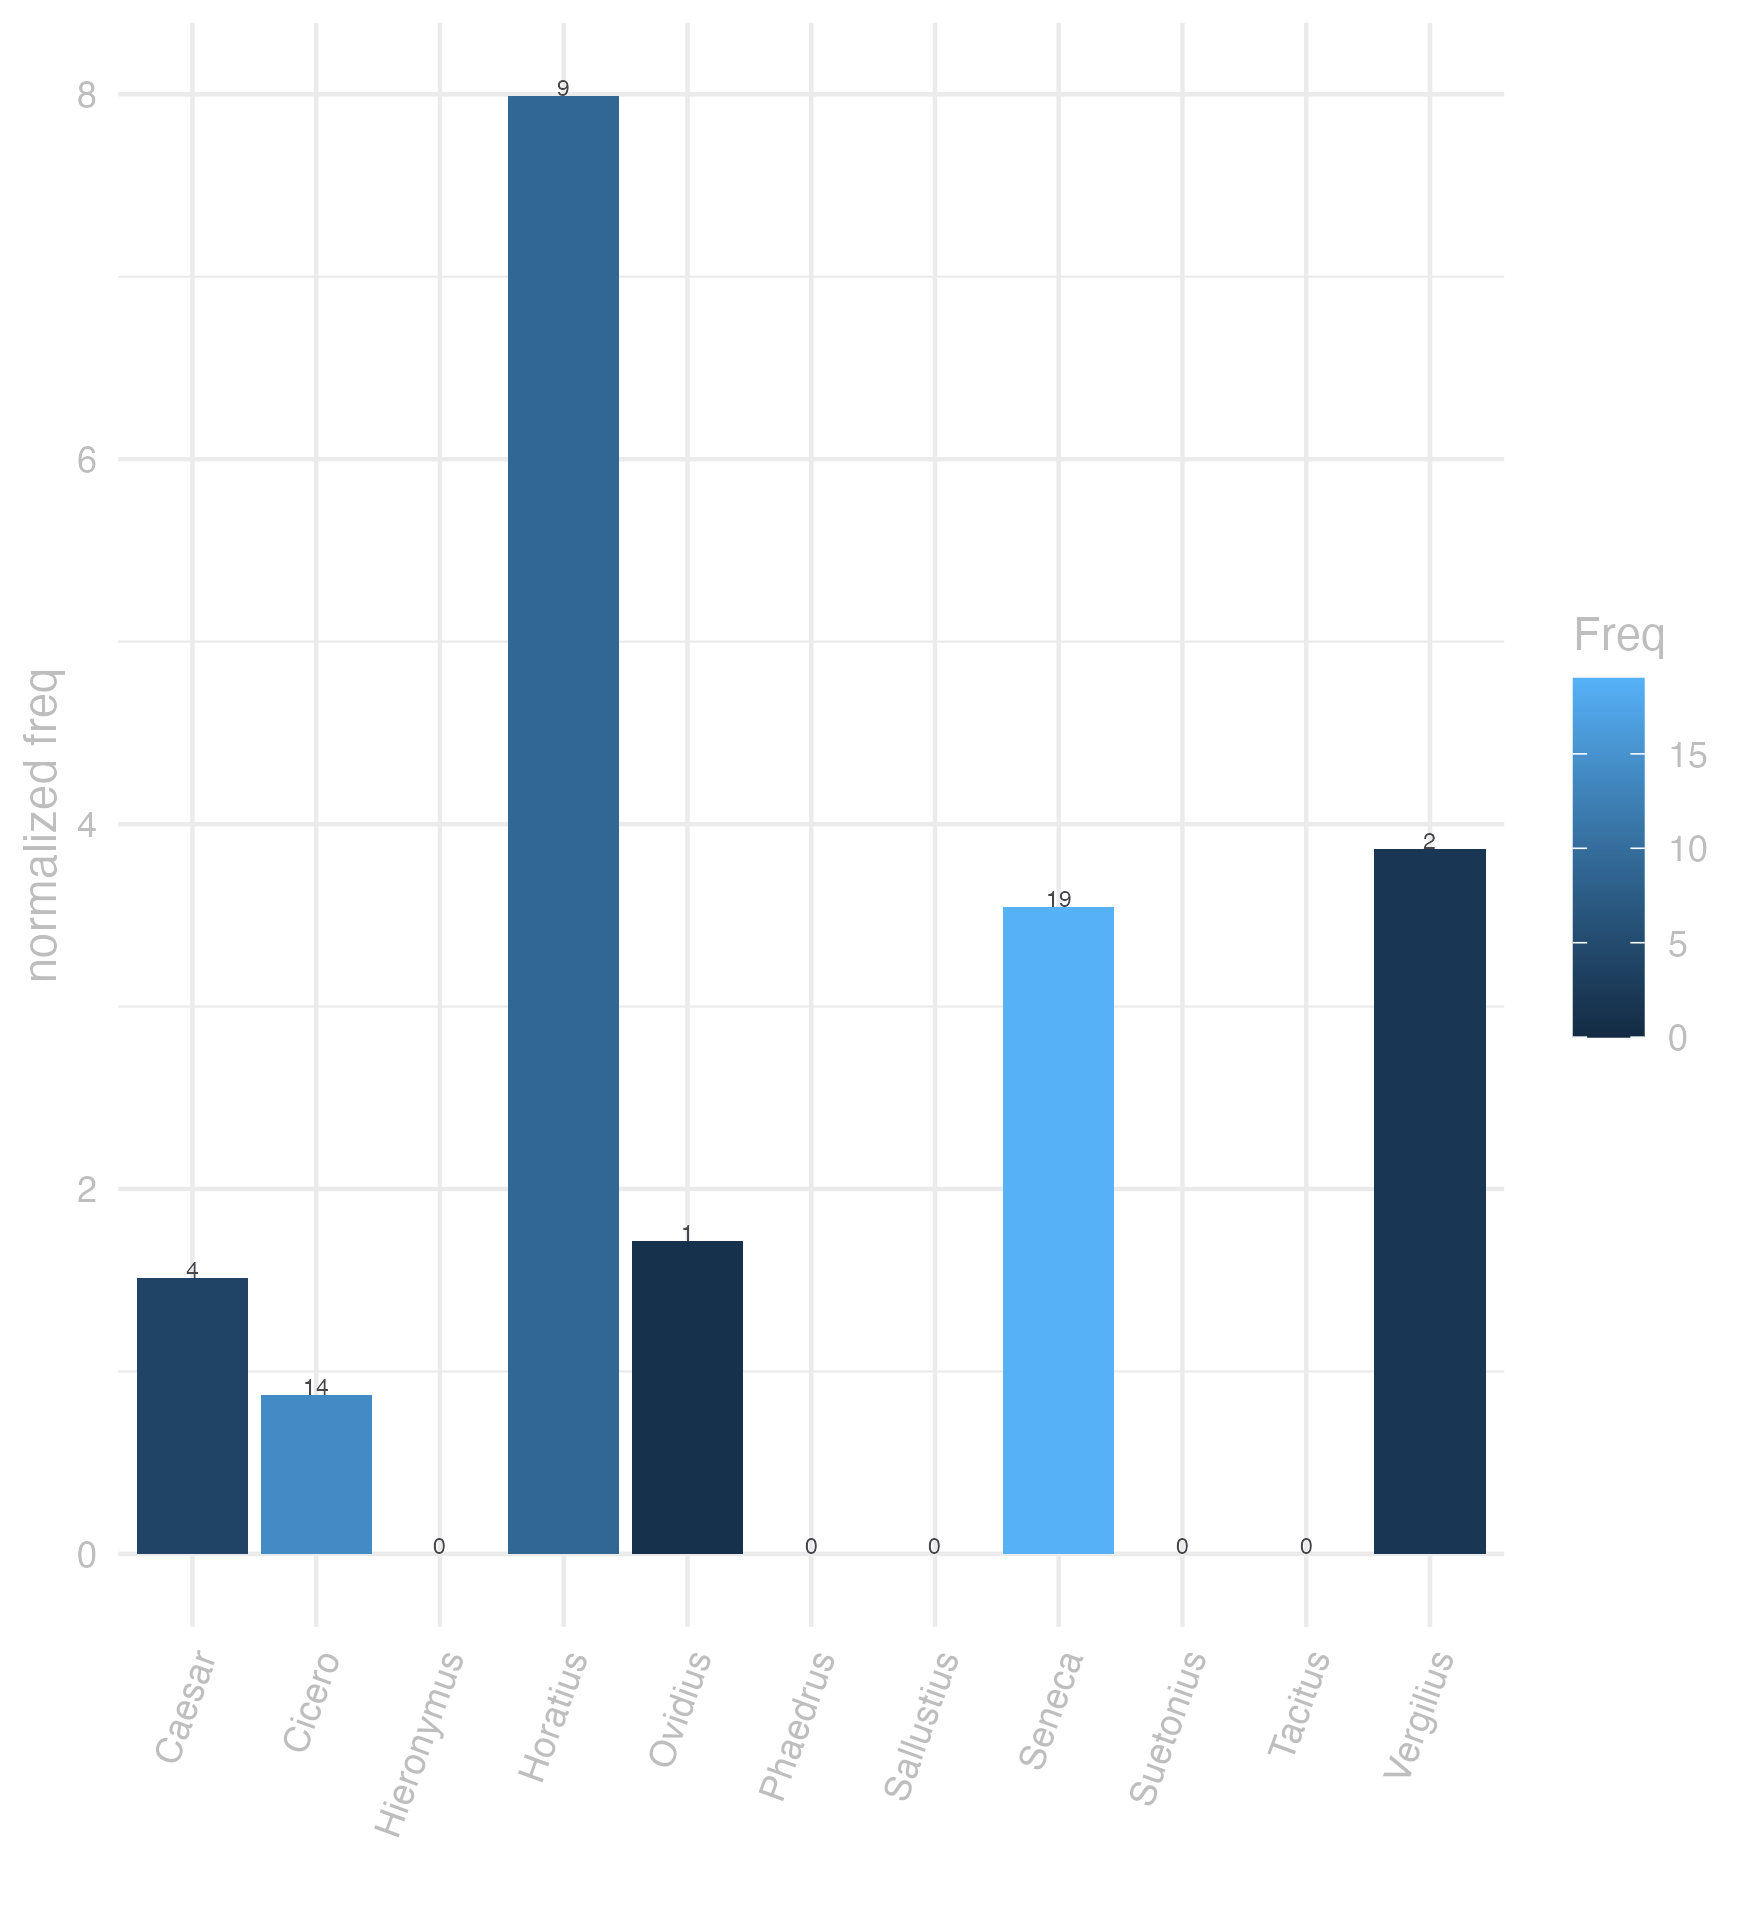 8
6
4
2
0
normalized freq
9
2
19
1
4
14
0
0
0
0
0
Caesar
Cicero
Hieronymus
Horatius
Ovidius
Phaedrus
Sallustius
Seneca
Suetonius
Tacitus
Vergilius
Freq
15
10
5
0